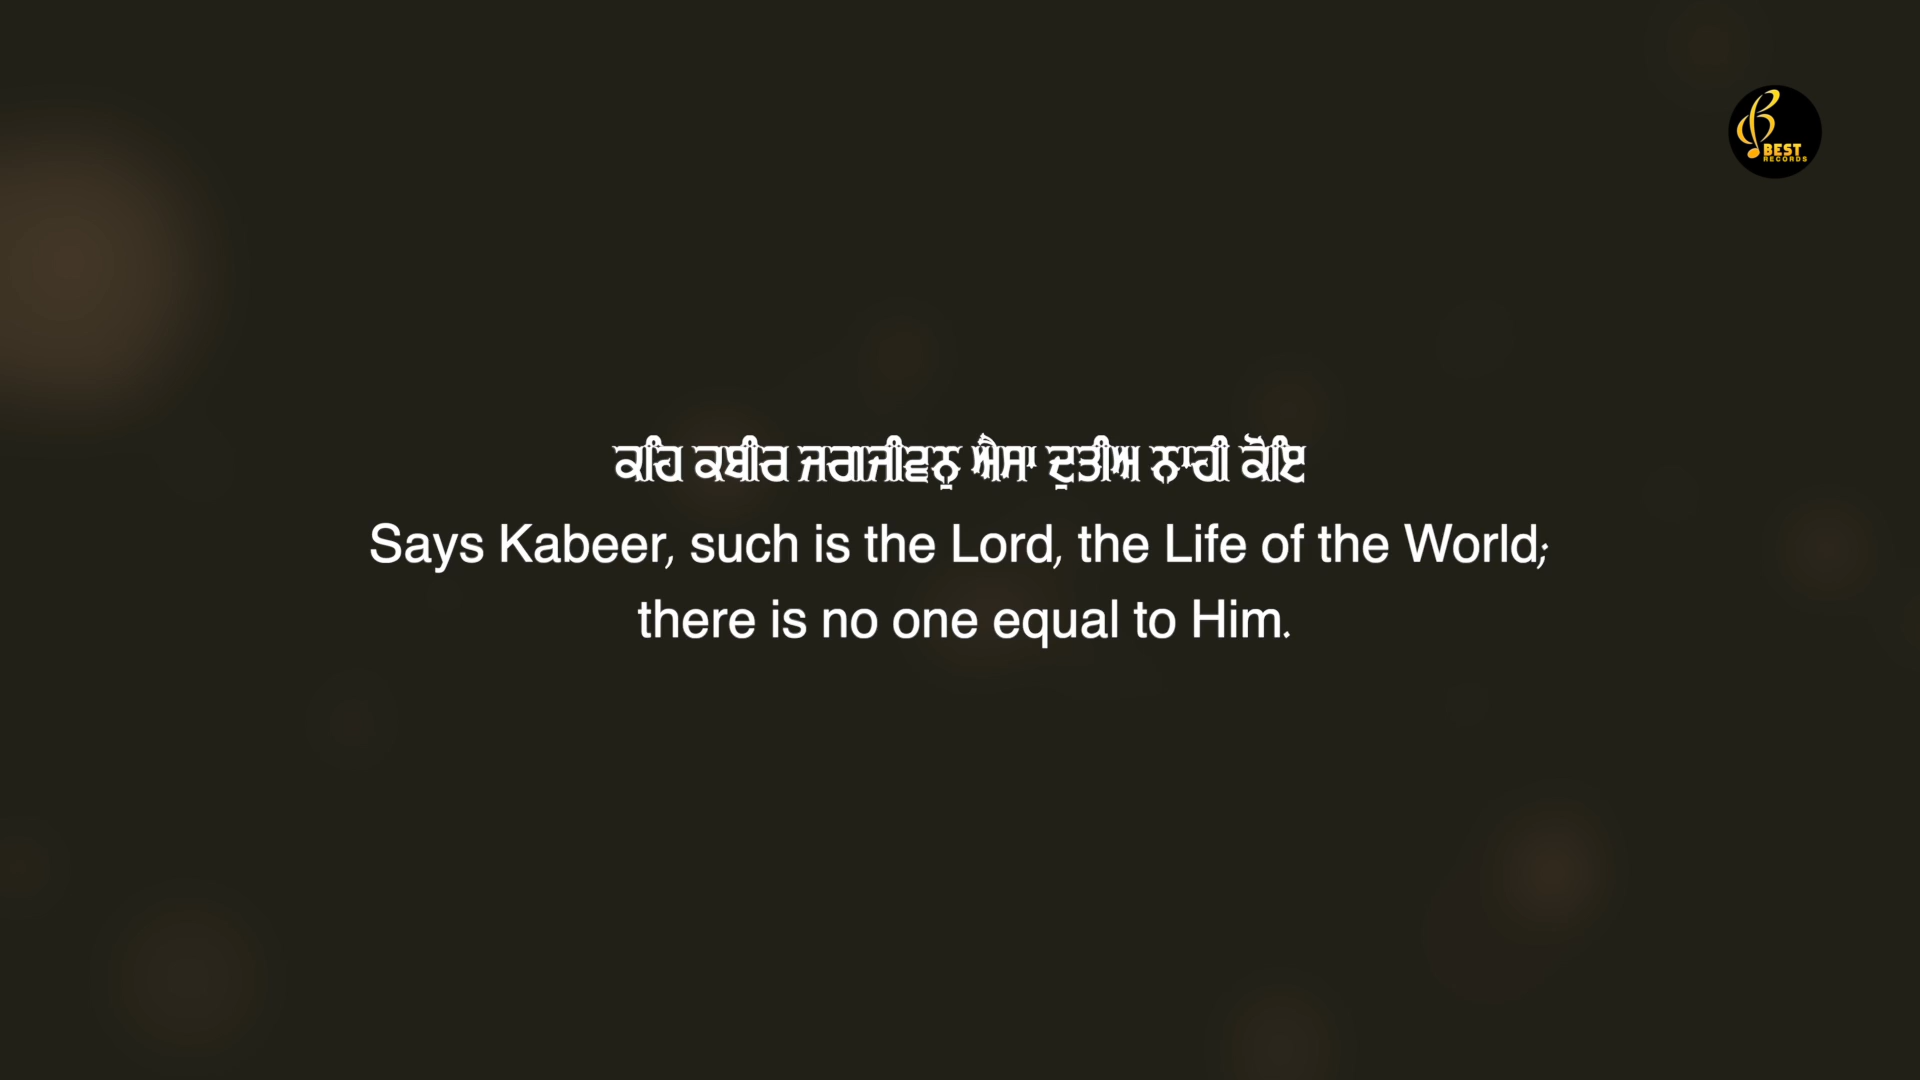 BEST
RECORDS
ਕਹਿ ਕਬੀਰ ਜਗਜੀਵਨੁ ਐਸਾ ਦੁਤੀਅ ਨਾਹੀ ਕੋਇ
Says Kabeer, such is the Lord, the Life of the World;
there is no one equal to Him.